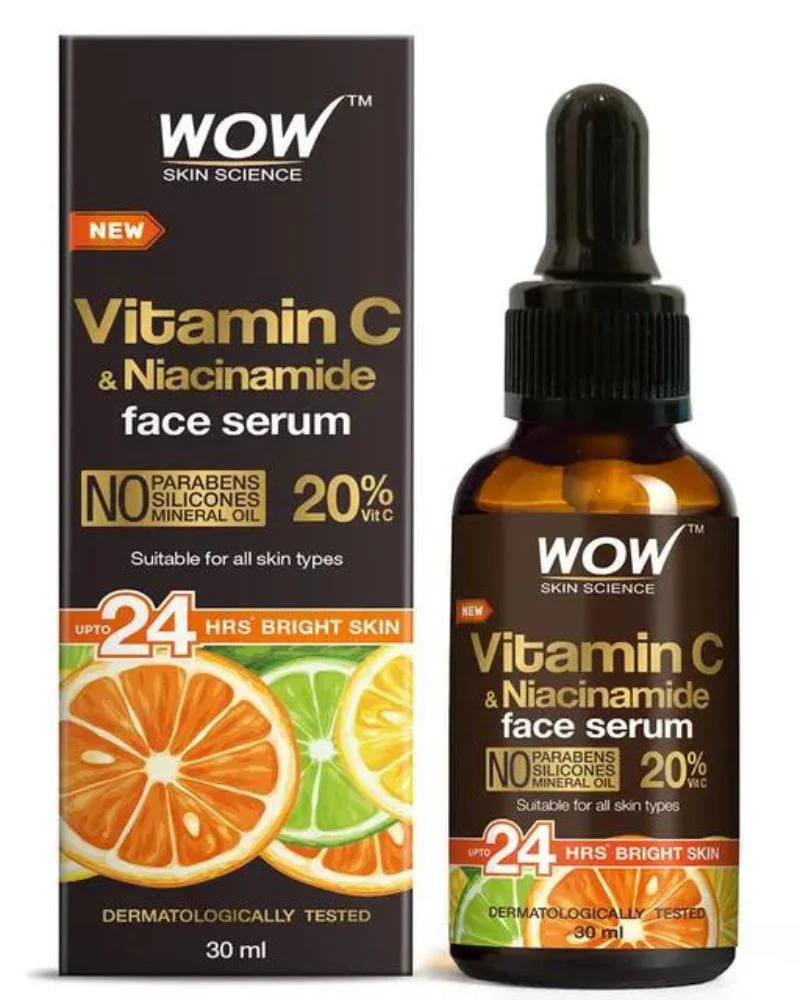 WOW™
SKIN SCIENCE
NEW
Vitamin C
& Niacinamide
face serum
NO PARABENS
SILICONES
MINERAL OIL
20%
Vit C
Suitable for all skin types
UPTO 24 HRS* BRIGHT SKIN
DERMATOLOGICALLY TESTED
30 ml
WOW™
SKIN SCIENCE
NEW
Vitamin C
& Niacinamide
face serum
NO PARABENS
SILICONES
MINERAL OIL
20%
Vit C
Suitable for all skin types
UPTO 24 HRS* BRIGHT SKIN
DERMATOLOGICALLY TESTED
30 ml